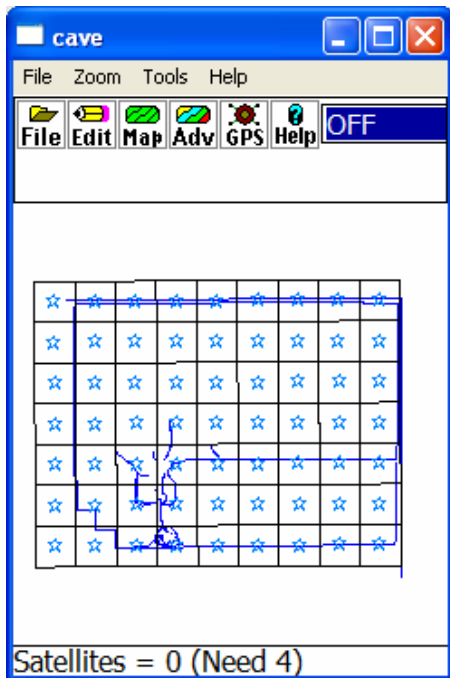 cave
File Zoom Tools Help
File Edit Map Adv GPS Help OFF
Satellites = 0 (Need 4)